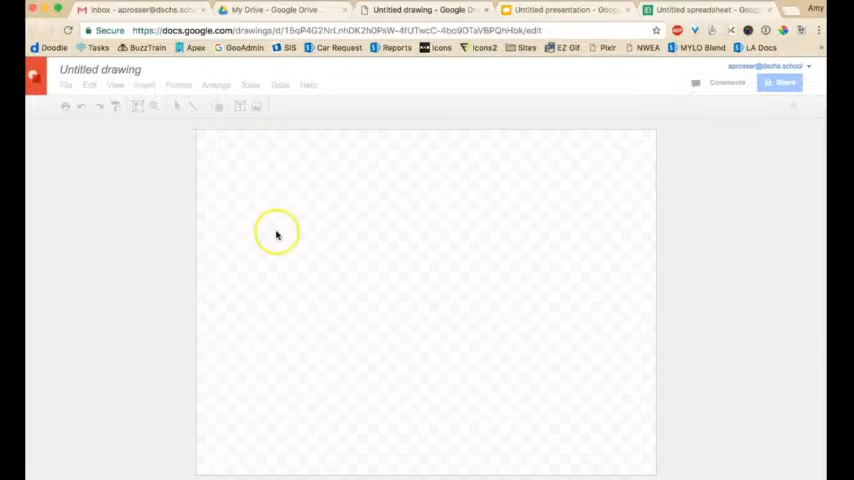 Inbox - aprosser@dschs.scho
My Drive - Google Drive
Untitled drawing - Google Dr
Untitled presentation - Goog
Untitled spreadsheet - Goog
Amy
Secure https://docs.google.com/drawings/d/15qP4G2NrLnhDK2hOPsW-4fUTwcC-4bo9DTaVBPQhHbk/edit
Doodle Tasks BuzzTrain Apex GooAdmin SIS Car Request Reports Icons Icons2 Sites EZ Gif Pixlr NWEA MYLO Blend LA Docs »
Untitled drawing
aprosser@dschs.school
File Edit View Insert Format Arrange Tools Table Help
Comments Share